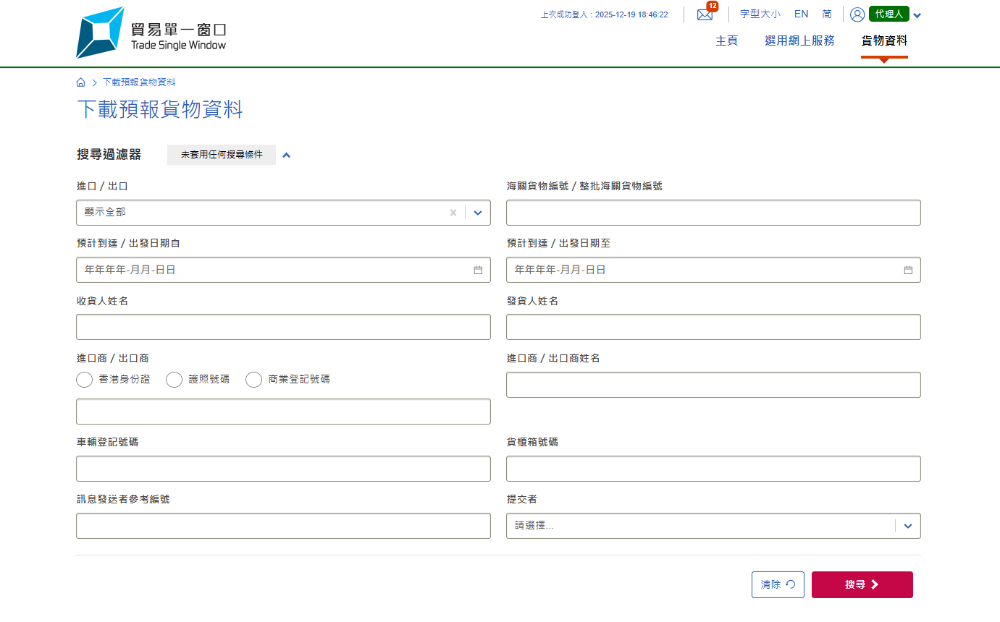 上次成功登入 : 2025-12-19 18:46:22
12
字型大小
EN
简
代理人
貿易單一窗口
Trade Single Window
主頁
選用網上服務
貨物資料
下載預報貨物資料
下載預報貨物資料
搜尋過濾器
未套用任何搜尋條件
進口 / 出口
海關貨物編號 / 整批海關貨物編號
顯示全部
預計到達 / 出發日期自
預計到達 / 出發日期至
年年年年-月月-日日
年年年年-月月-日日
收貨人姓名
發貨人姓名
進口商 / 出口商
進口商 / 出口商姓名
香港身份證
護照號碼
商業登記號碼
車輛登記號碼
貨櫃箱號碼
訊息發送者參考編號
提交者
請選擇...
清除
搜尋